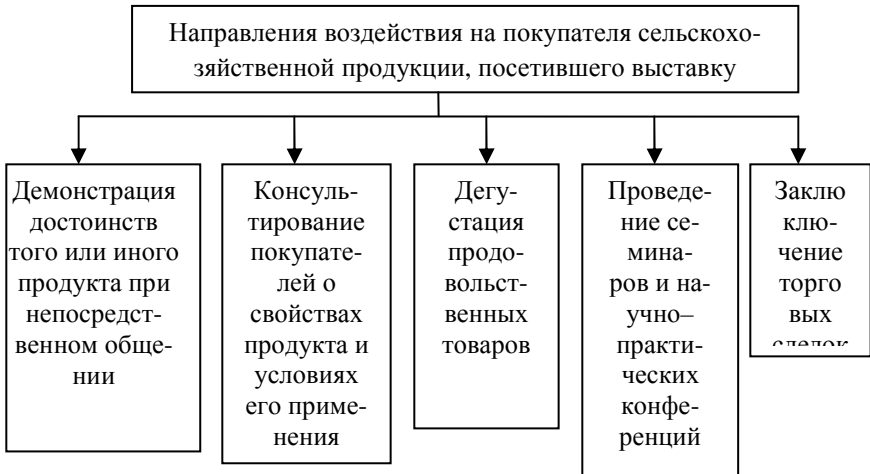 Направления воздействия на покупателя сельскохо-
зяйственной продукции, посетившего выставку
Демонстрация
достоинств
того или иного
продукта при
непосредст-
венном обще-
нии
Консуль-
тирование
покупате-
лей о
свойствах
продукта и
условиях
его приме-
нения
Дегу-
стация
продо-
вольст-
венных
товаров
Проведе-
ние се-
мина-
ров и на-
учно–
практи-
ческих
конфе-
ренций
Заклю
клю-
чение
торго
вых
сделок